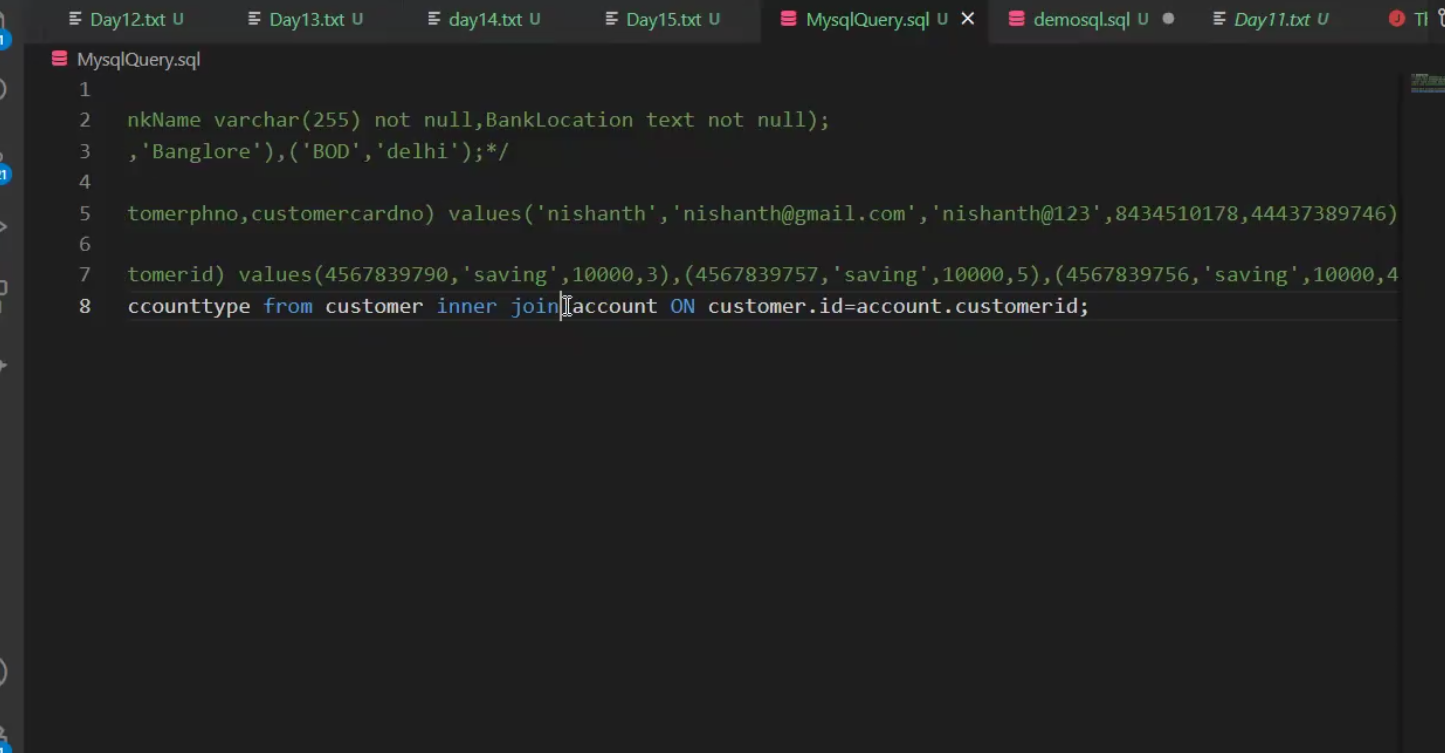 Day12.txt U Day13.txt U day14.txt U Day15.txt U MysqlQuery.sql U demosql.sql U Day11.txt U
MysqlQuery.sql
1
2 nkName varchar(255) not null,BankLocation text not null);
3 ,'Banglore'),('BOD','delhi');*/
4
5 tomerphno,customercardno) values('nishanth','nishanth@gmail.com','nishanth@123',8434510178,44437389746)
6
7 tomerid) values(4567839790,'saving',10000,3),(4567839757,'saving',10000,5),(4567839756,'saving',10000,4
8 ccounttype from customer inner join account ON customer.id=account.customerid;